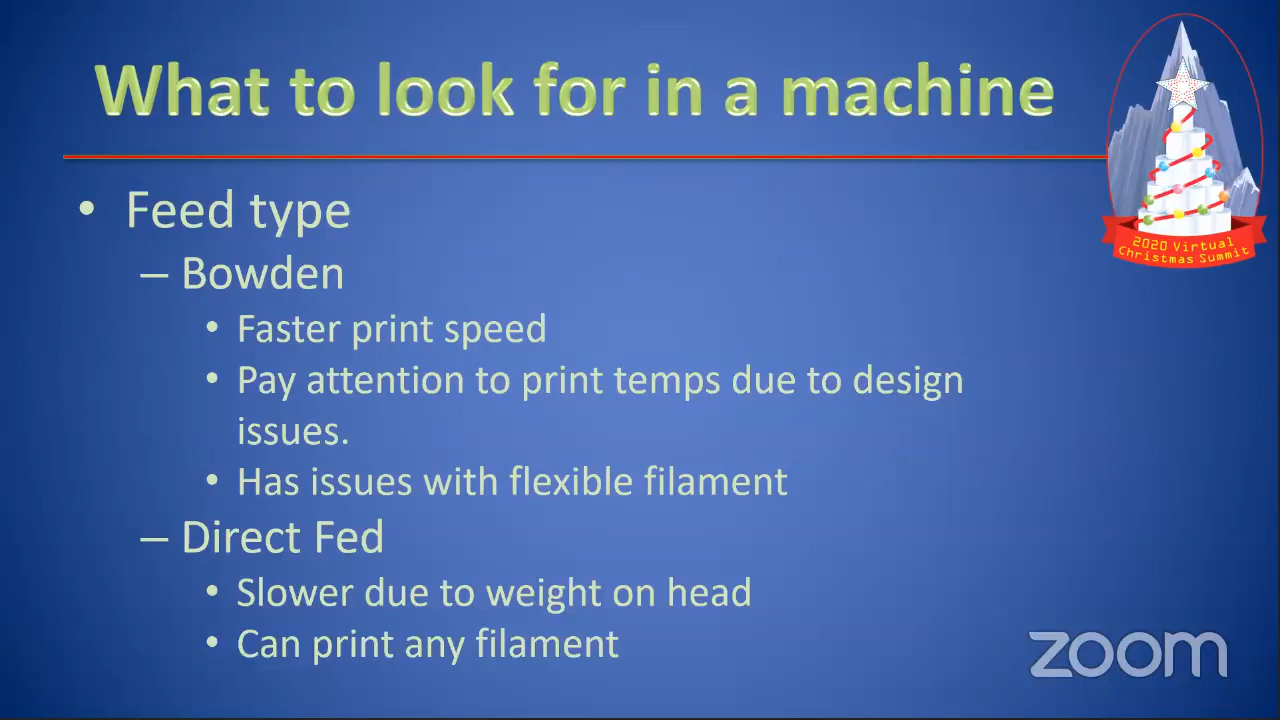 What to look for in a machine
• Feed type
– Bowden
• Faster print speed
• Pay attention to print temps due to design
issues.
• Has issues with flexible filament
– Direct Fed
• Slower due to weight on head
• Can print any filament
2020 Virtual
Christmas Summit
zoom